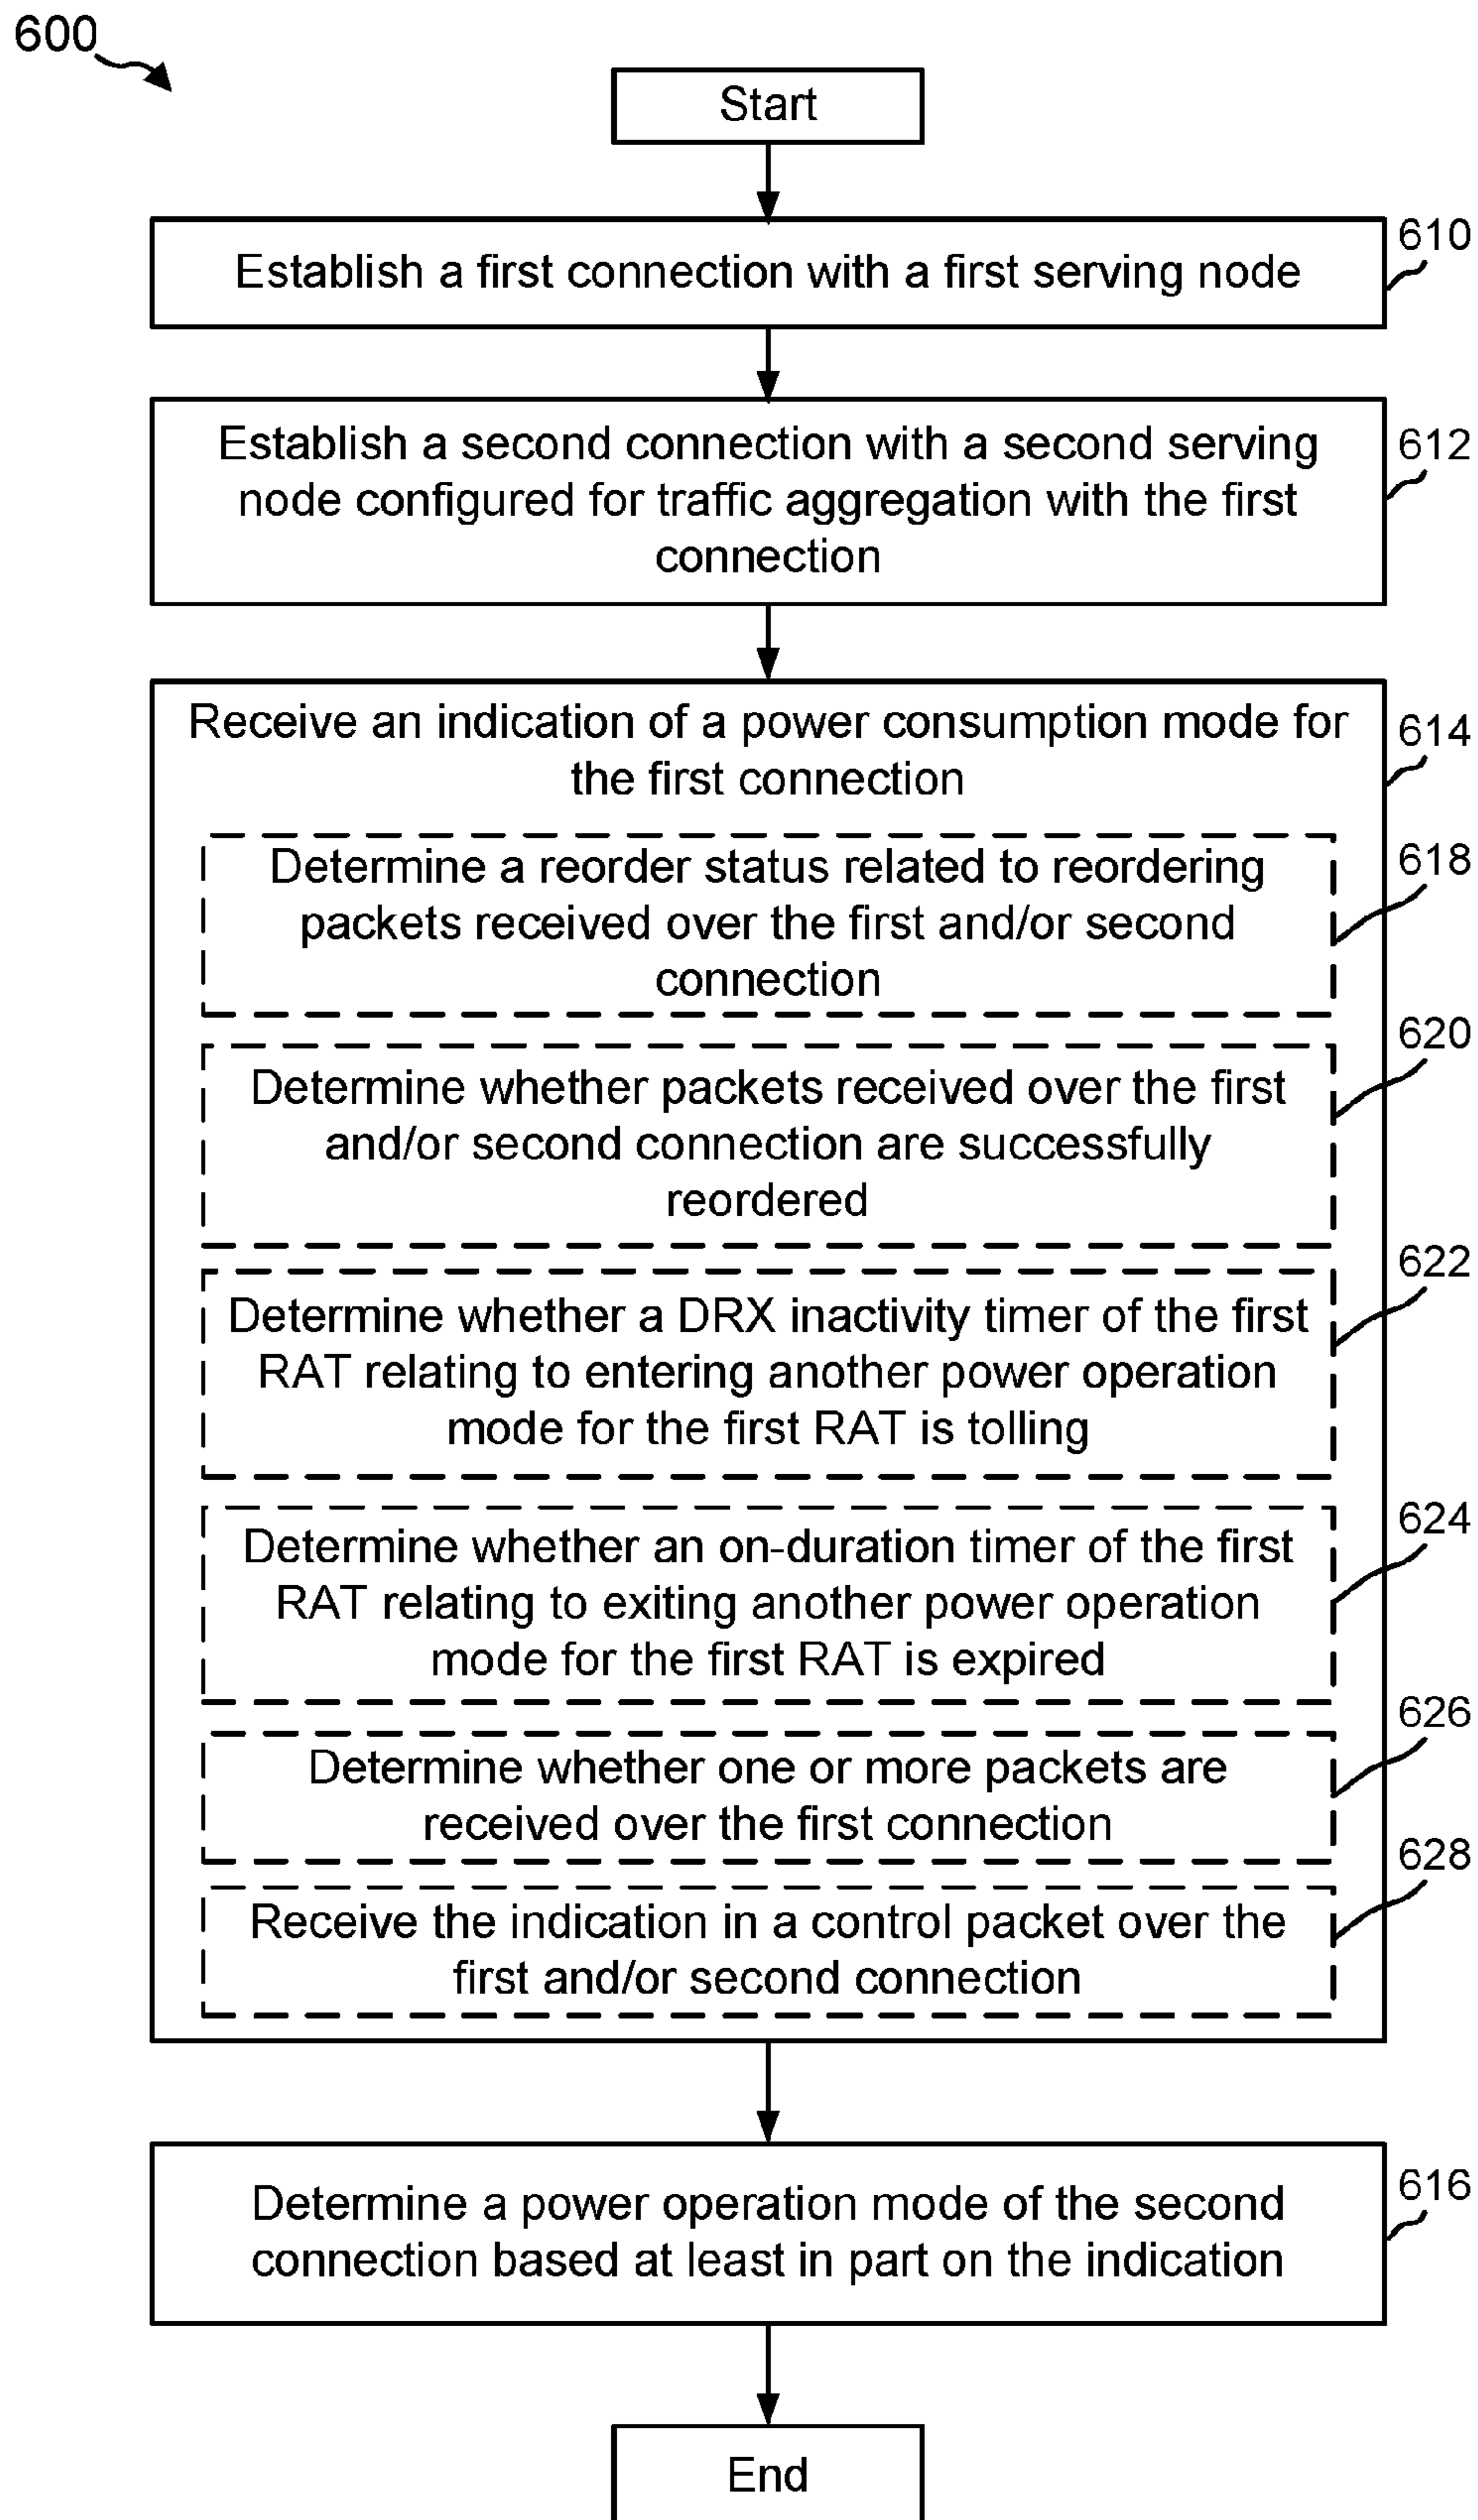 600
Start
610
Establish a first connection with a first serving node
612
Establish a second connection with a second serving
node configured for traffic aggregation with the first
connection
614
Receive an indication of a power consumption mode for
the first connection
618
Determine a reorder status related to reordering
packets received over the first and/or second
connection
620
Determine whether packets received over the first
and/or second connection are successfully
reordered
622
Determine whether a DRX inactivity timer of the first
RAT relating to entering another power operation
mode for the first RAT is tolling
624
Determine whether an on-duration timer of the first
RAT relating to exiting another power operation
mode for the first RAT is expired
626
Determine whether one or more packets are
received over the first connection
628
Receive the indication in a control packet over the
first and/or second connection
616
Determine a power operation mode of the second
connection based at least in part on the indication
End